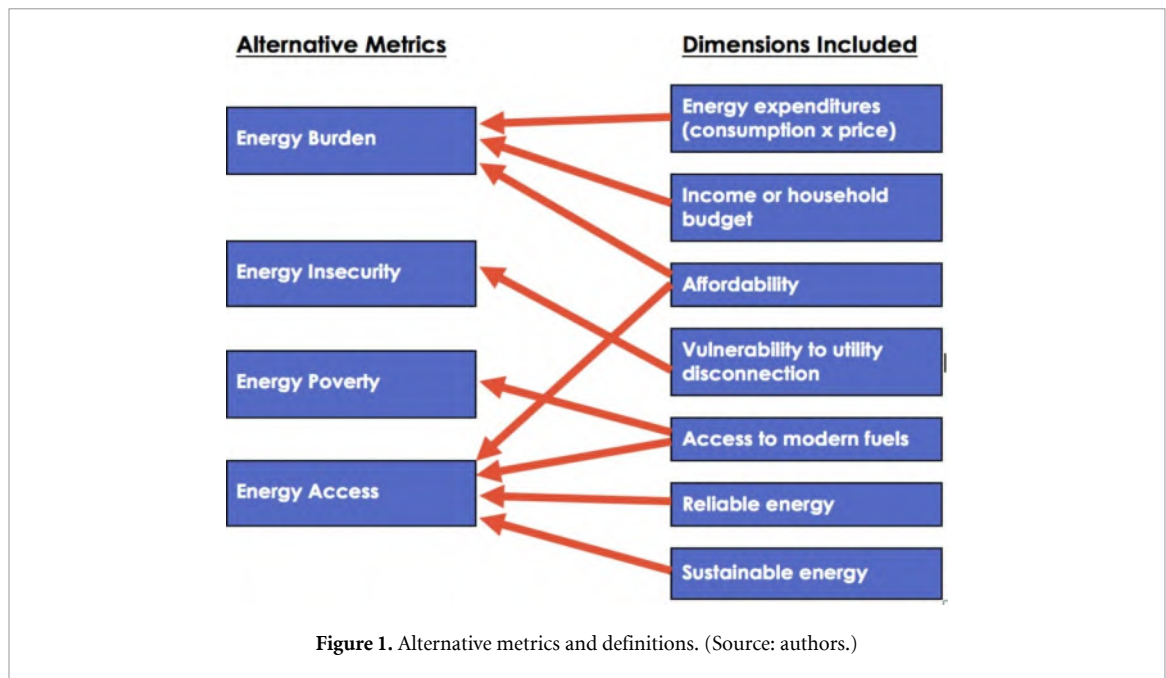 Alternative Metrics
Energy Burden
Energy Insecurity
Energy Poverty
Energy Access
Dimensions Included
Energy expenditures
(consumption x price)
Income or household
budget
Affordability
Vulnerability to utility
disconnection
Access to modern fuels
Reliable energy
Sustainable energy
Figure 1. Alternative metrics and definitions. (Source: authors.)